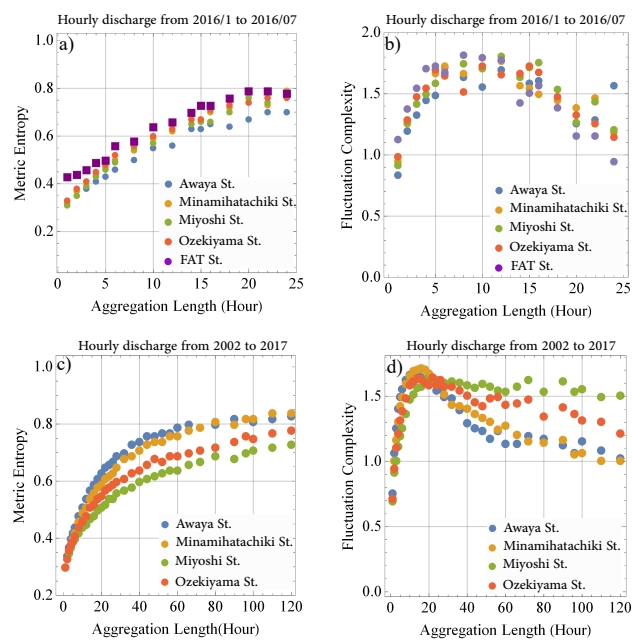 Hourly discharge from 2016/1 to 2016/07
a)
1.0
0.8
0.6
0.4
0.2
Metric Entropy
Awaya St.
Minamihatachiki St.
Miyoshi St.
Ozekiyama St.
FAT St.
0 5 10 15 20 25
Aggregation Length (Hour)
Hourly discharge from 2016/1 to 2016/07
b)
2.0
1.5
1.0
0.5
0.0
Fluctuation Complexity
Awaya St.
Minamihatachiki St.
Miyoshi St.
Ozekiyama St.
FAT St.
0 5 10 15 20 25
Aggregation Length (Hour)
Hourly discharge from 2002 to 2017
c)
1.0
0.8
0.6
0.4
0.2
Metric Entropy
Awaya St.
Minamihatachiki St.
Miyoshi St.
Ozekiyama St.
0 20 40 60 80 100 120
Aggregation Length(Hour)
Hourly discharge from 2002 to 2017
d)
1.5
1.0
0.5
0.0
Fluctuation Complexity
Awaya St.
Minamihatachiki St.
Miyoshi St.
Ozekiyama St.
0 20 40 60 80 100 120
Aggregation Length (Hour)